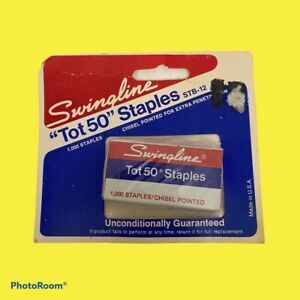 Swingline
"Tot 50" Staples STB-12
1,000 STAPLES
CHISEL POINTED FOR EXTRA
Swingline®
Tot 50® Staples
1,000 STAPLES/CHISEL POINTED
Made in U.S.A.
Unconditionally Guaranteed
If product fails to perform at any time, return it for full replacement
PhotoRoom®